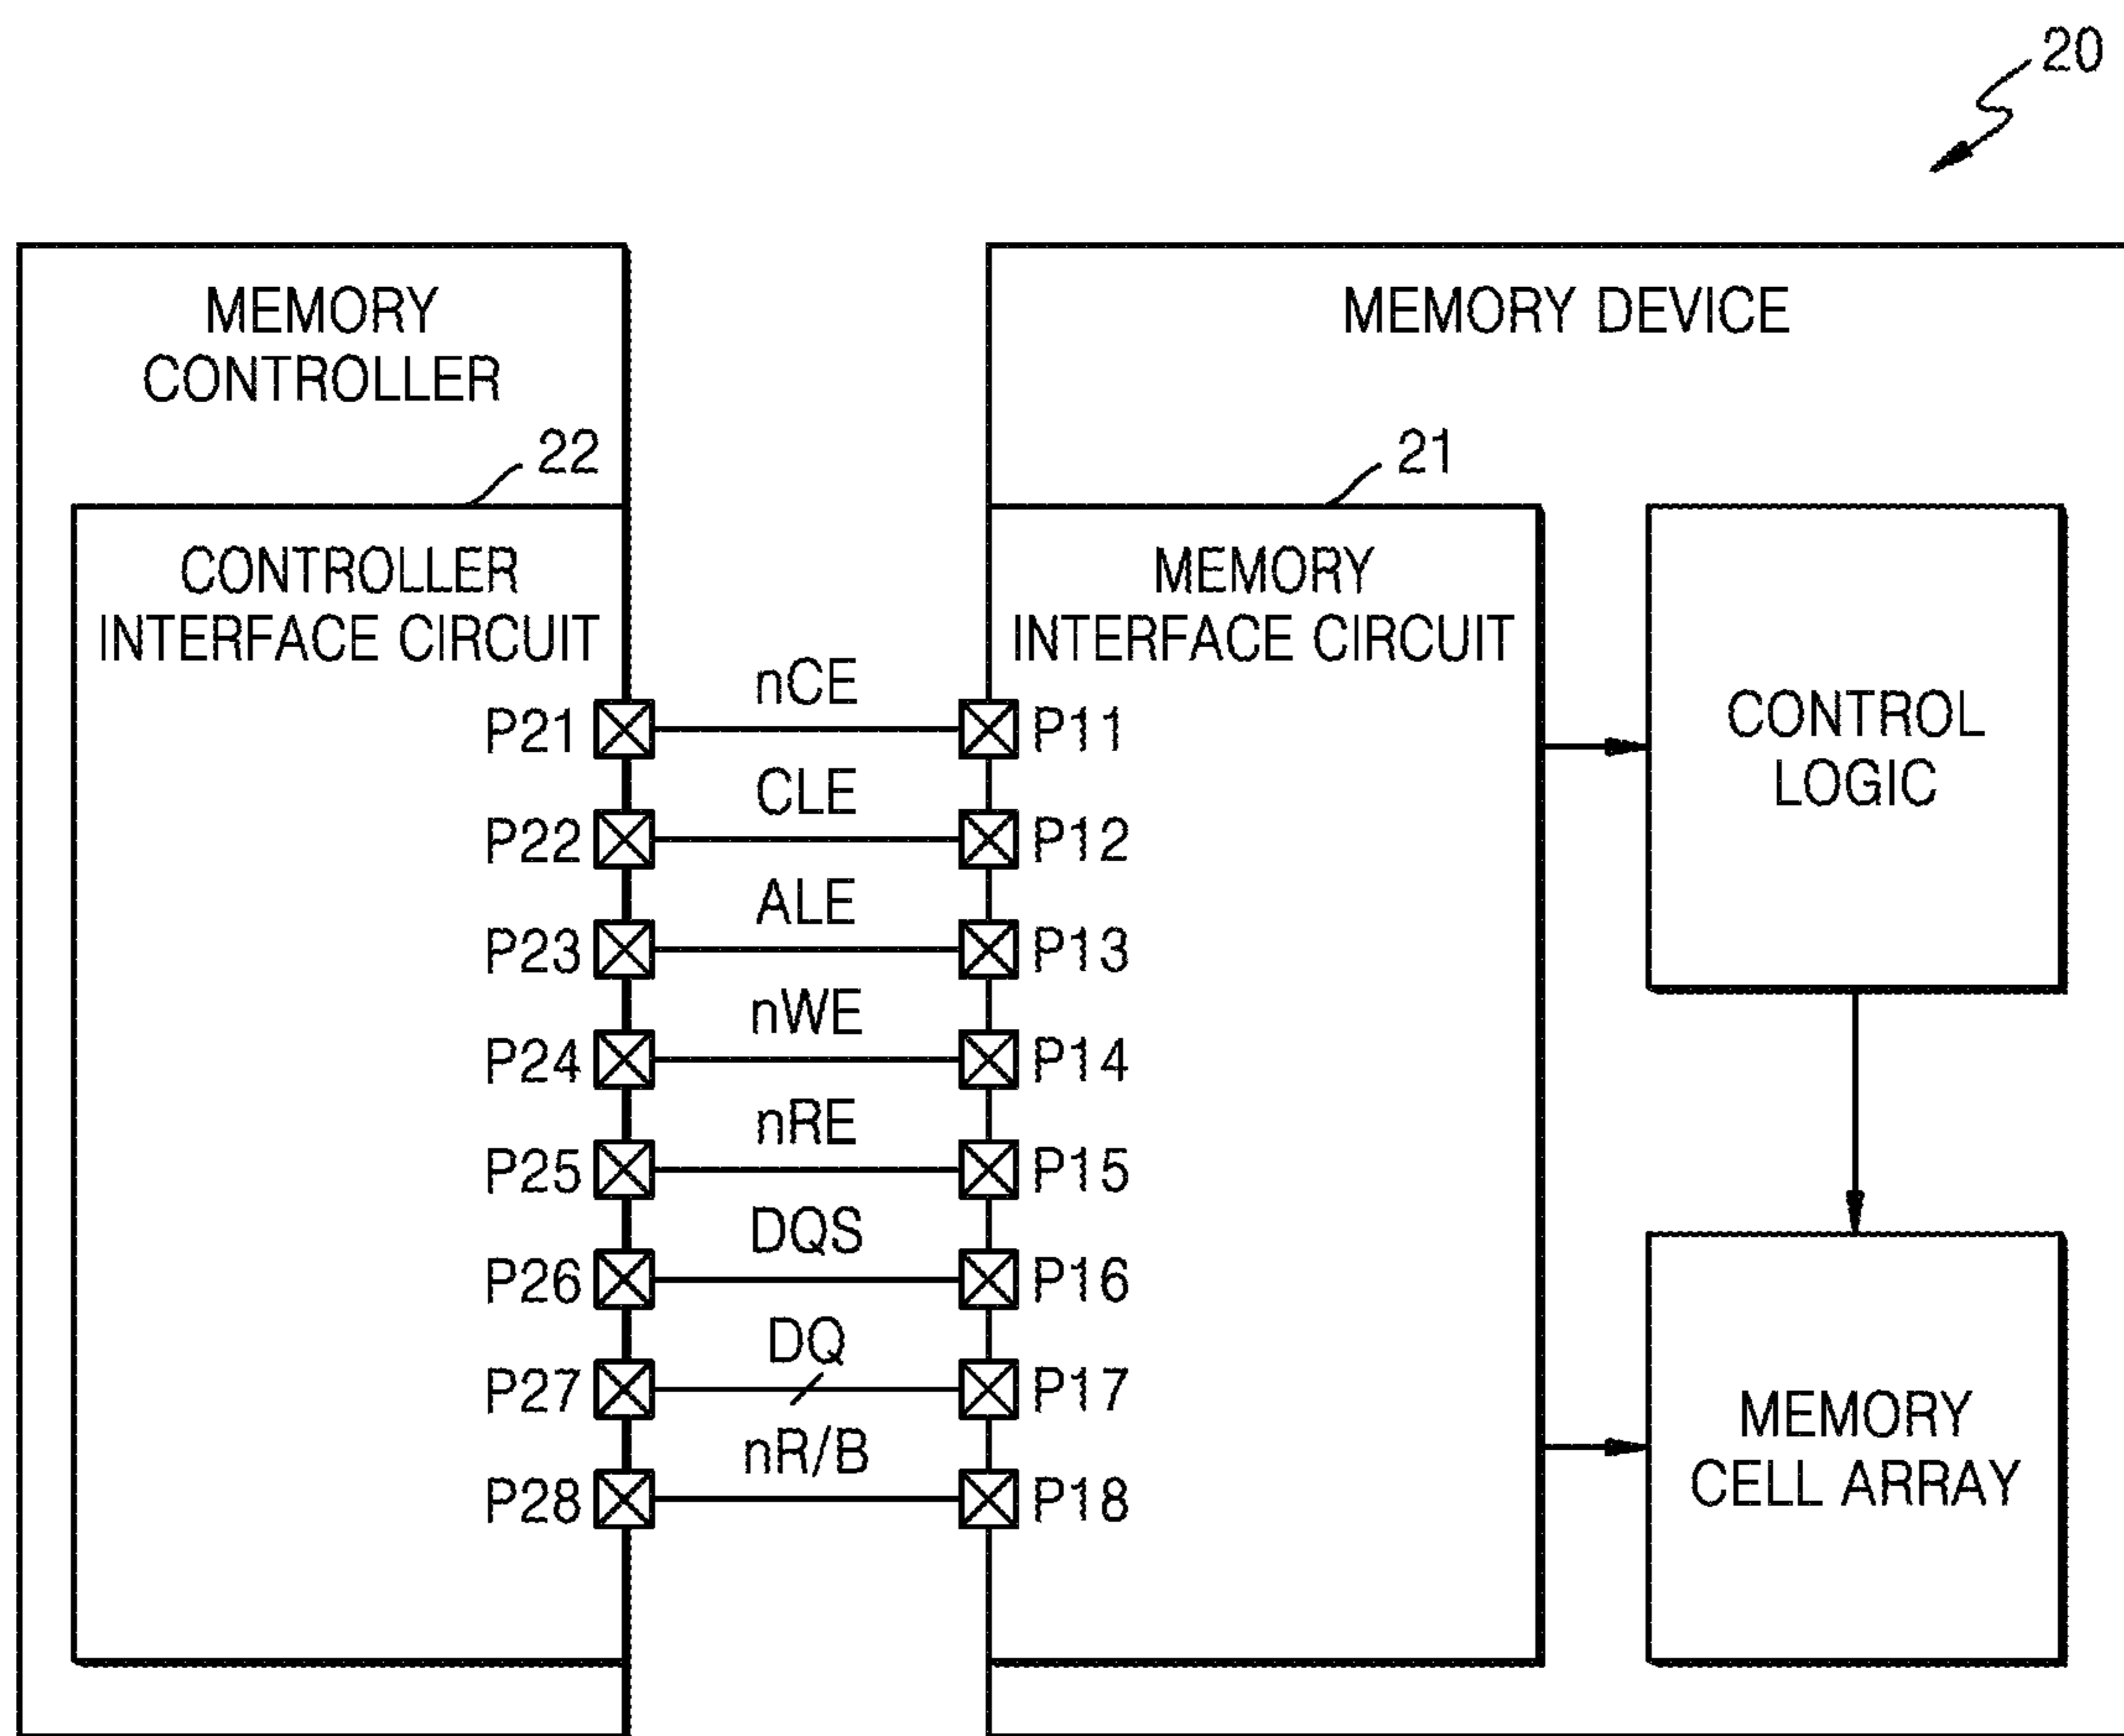 20
MEMORY
CONTROLLER
MEMORY DEVICE
22
21
CONTROLLER
INTERFACE CIRCUIT
MEMORY
INTERFACE CIRCUIT
CONTROL
LOGIC
nCE
P21
P11
CLE
P22
P12
ALE
P23
P13
nWE
P24
P14
nRE
P25
P15
DQS
P26
P16
DQ
P27
P17
nR/B
P28
P18
MEMORY
CELL ARRAY